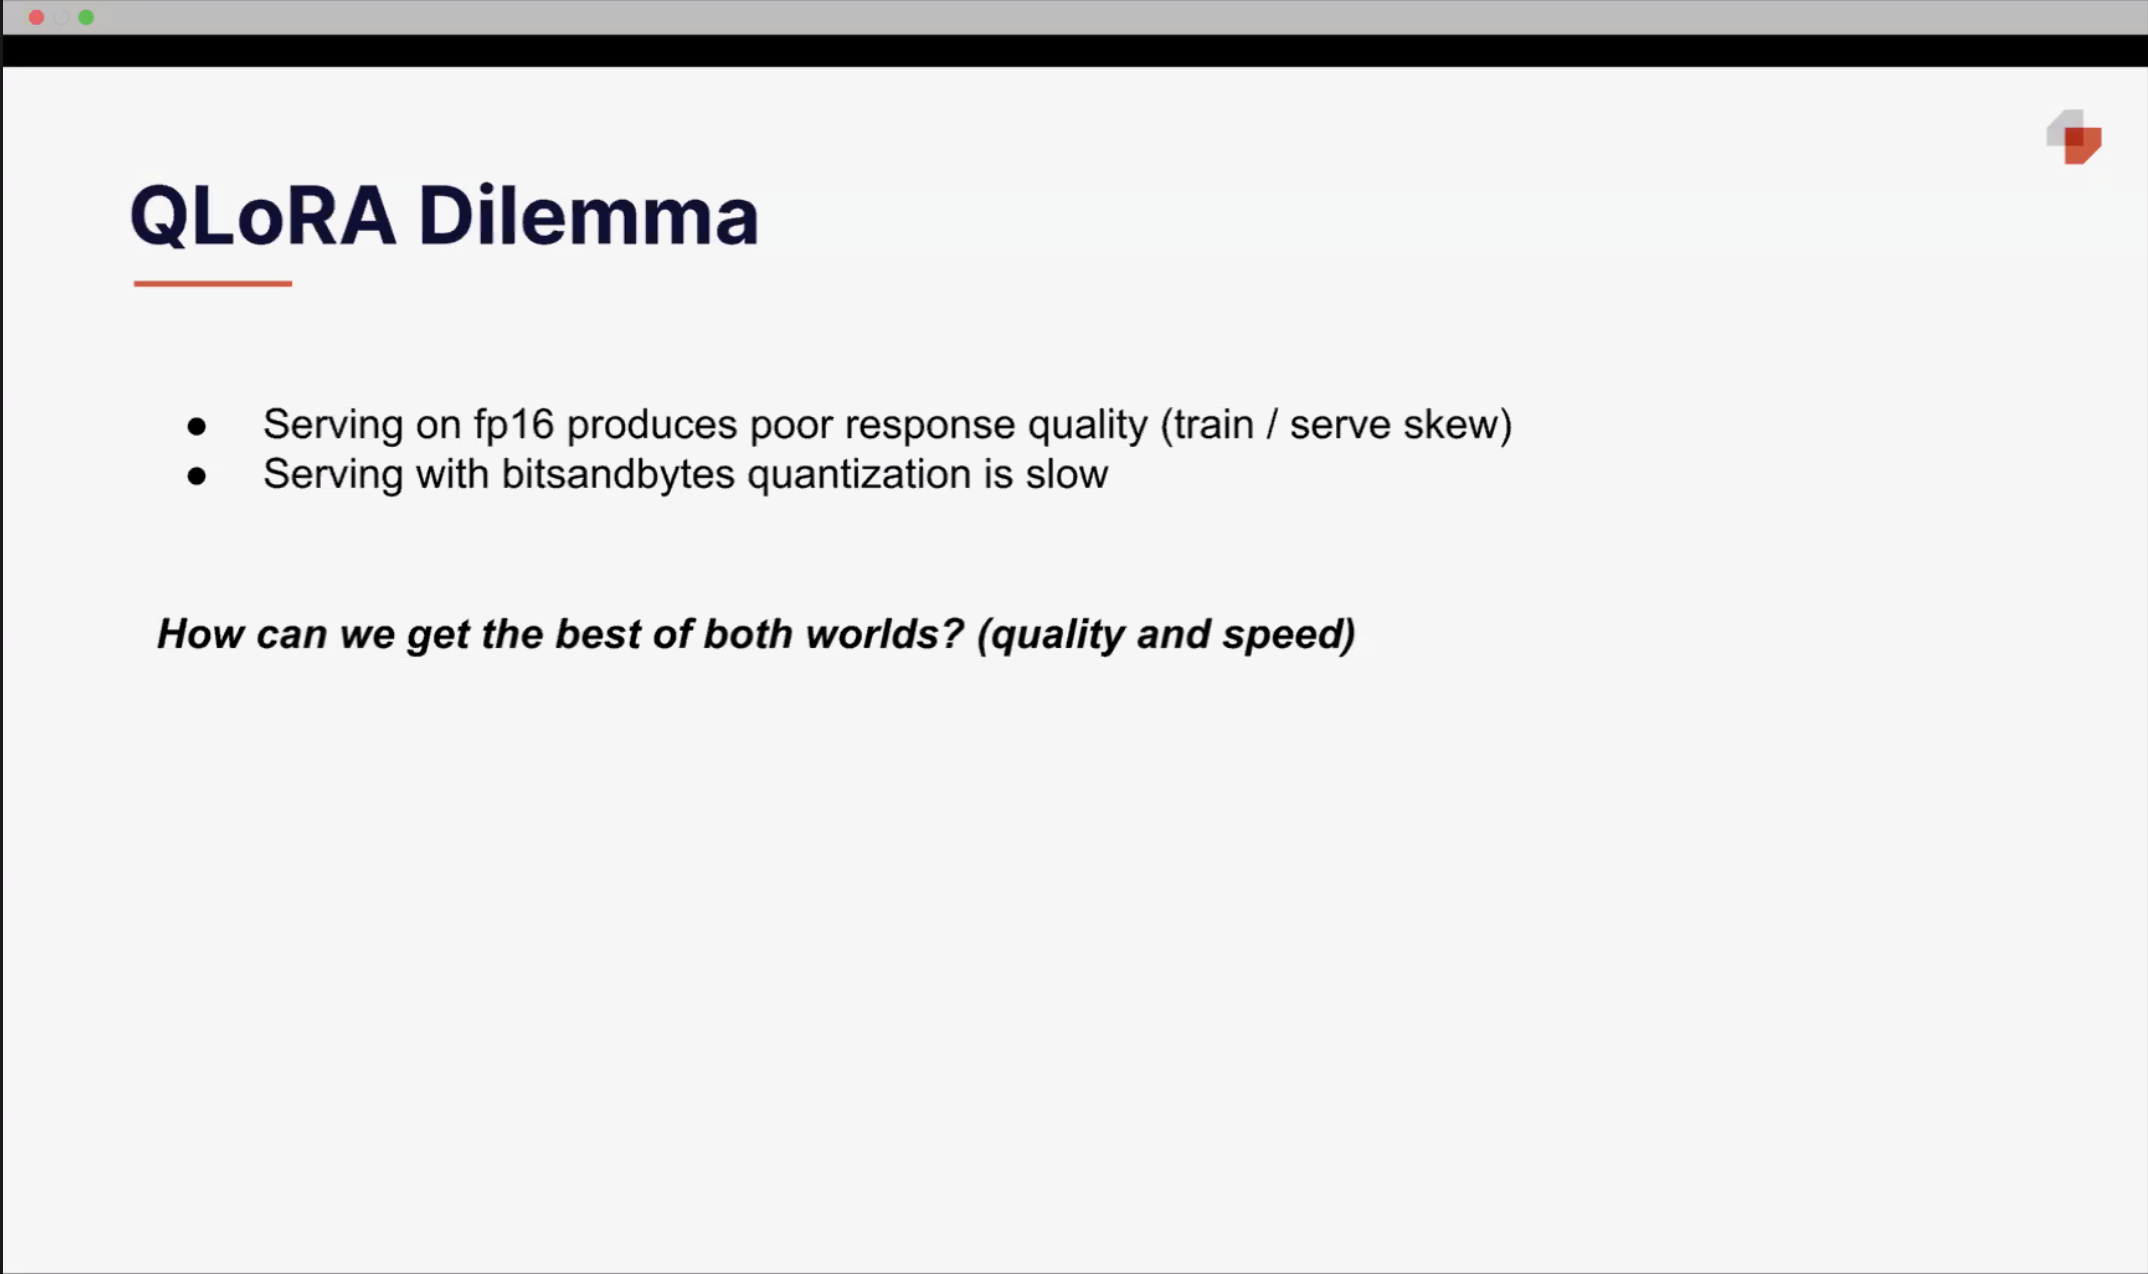 QLoRA Dilemma
● Serving on fp16 produces poor response quality (train / serve skew)
● Serving with bitsandbytes quantization is slow
How can we get the best of both worlds? (quality and speed)